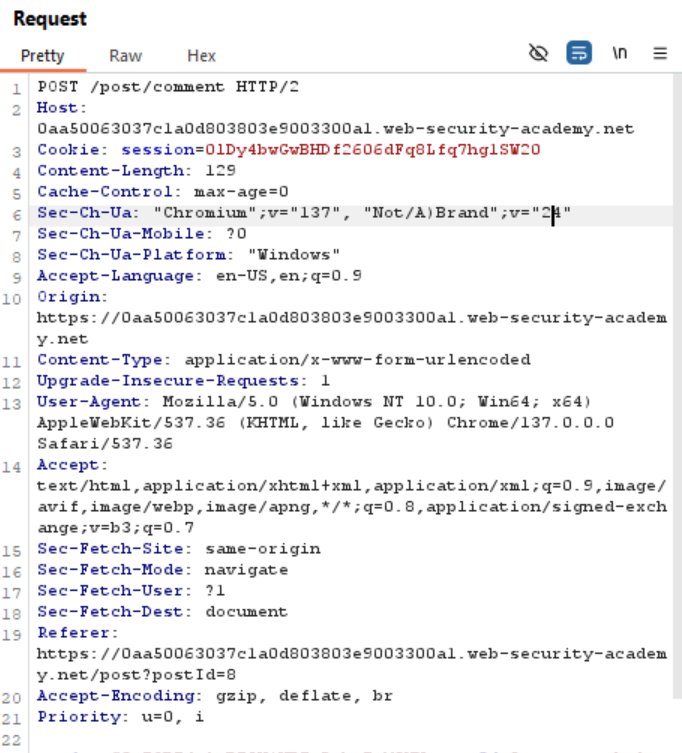 Request
Pretty Raw Hex \n
1 POST /post/comment HTTP/2
2 Host:
0aa50063037c1a0d803803e9003300a1.web-security-academy.net
3 Cookie: session=01Dy4bwGwBHDf2606dFq8Lfq7hg1SW20
4 Content-Length: 129
5 Cache-Control: max-age=0
6 Sec-Ch-Ua: "Chromium";v="137", "Not/A)Brand";v="24"
7 Sec-Ch-Ua-Mobile: ?0
8 Sec-Ch-Ua-Platform: "Windows"
9 Accept-Language: en-US,en;q=0.9
10 Origin:
https://0aa50063037c1a0d803803e9003300a1.web-security-academ
y.net
11 Content-Type: application/x-www-form-urlencoded
12 Upgrade-Insecure-Requests: 1
13 User-Agent: Mozilla/5.0 (Windows NT 10.0; Win64; x64)
AppleWebKit/537.36 (KHTML, like Gecko) Chrome/137.0.0.0
Safari/537.36
14 Accept:
text/html,application/xhtml+xml,application/xml;q=0.9,image/
avif,image/webp,image/apng,*/*;q=0.8,application/signed-exch
ange;v=b3;q=0.7
15 Sec-Fetch-Site: same-origin
16 Sec-Fetch-Mode: navigate
17 Sec-Fetch-User: ?1
18 Sec-Fetch-Dest: document
19 Referer:
https://0aa50063037c1a0d803803e9003300a1.web-security-academ
y.net/post?postId=8
20 Accept-Encoding: gzip, deflate, br
21 Priority: u=0, i
22